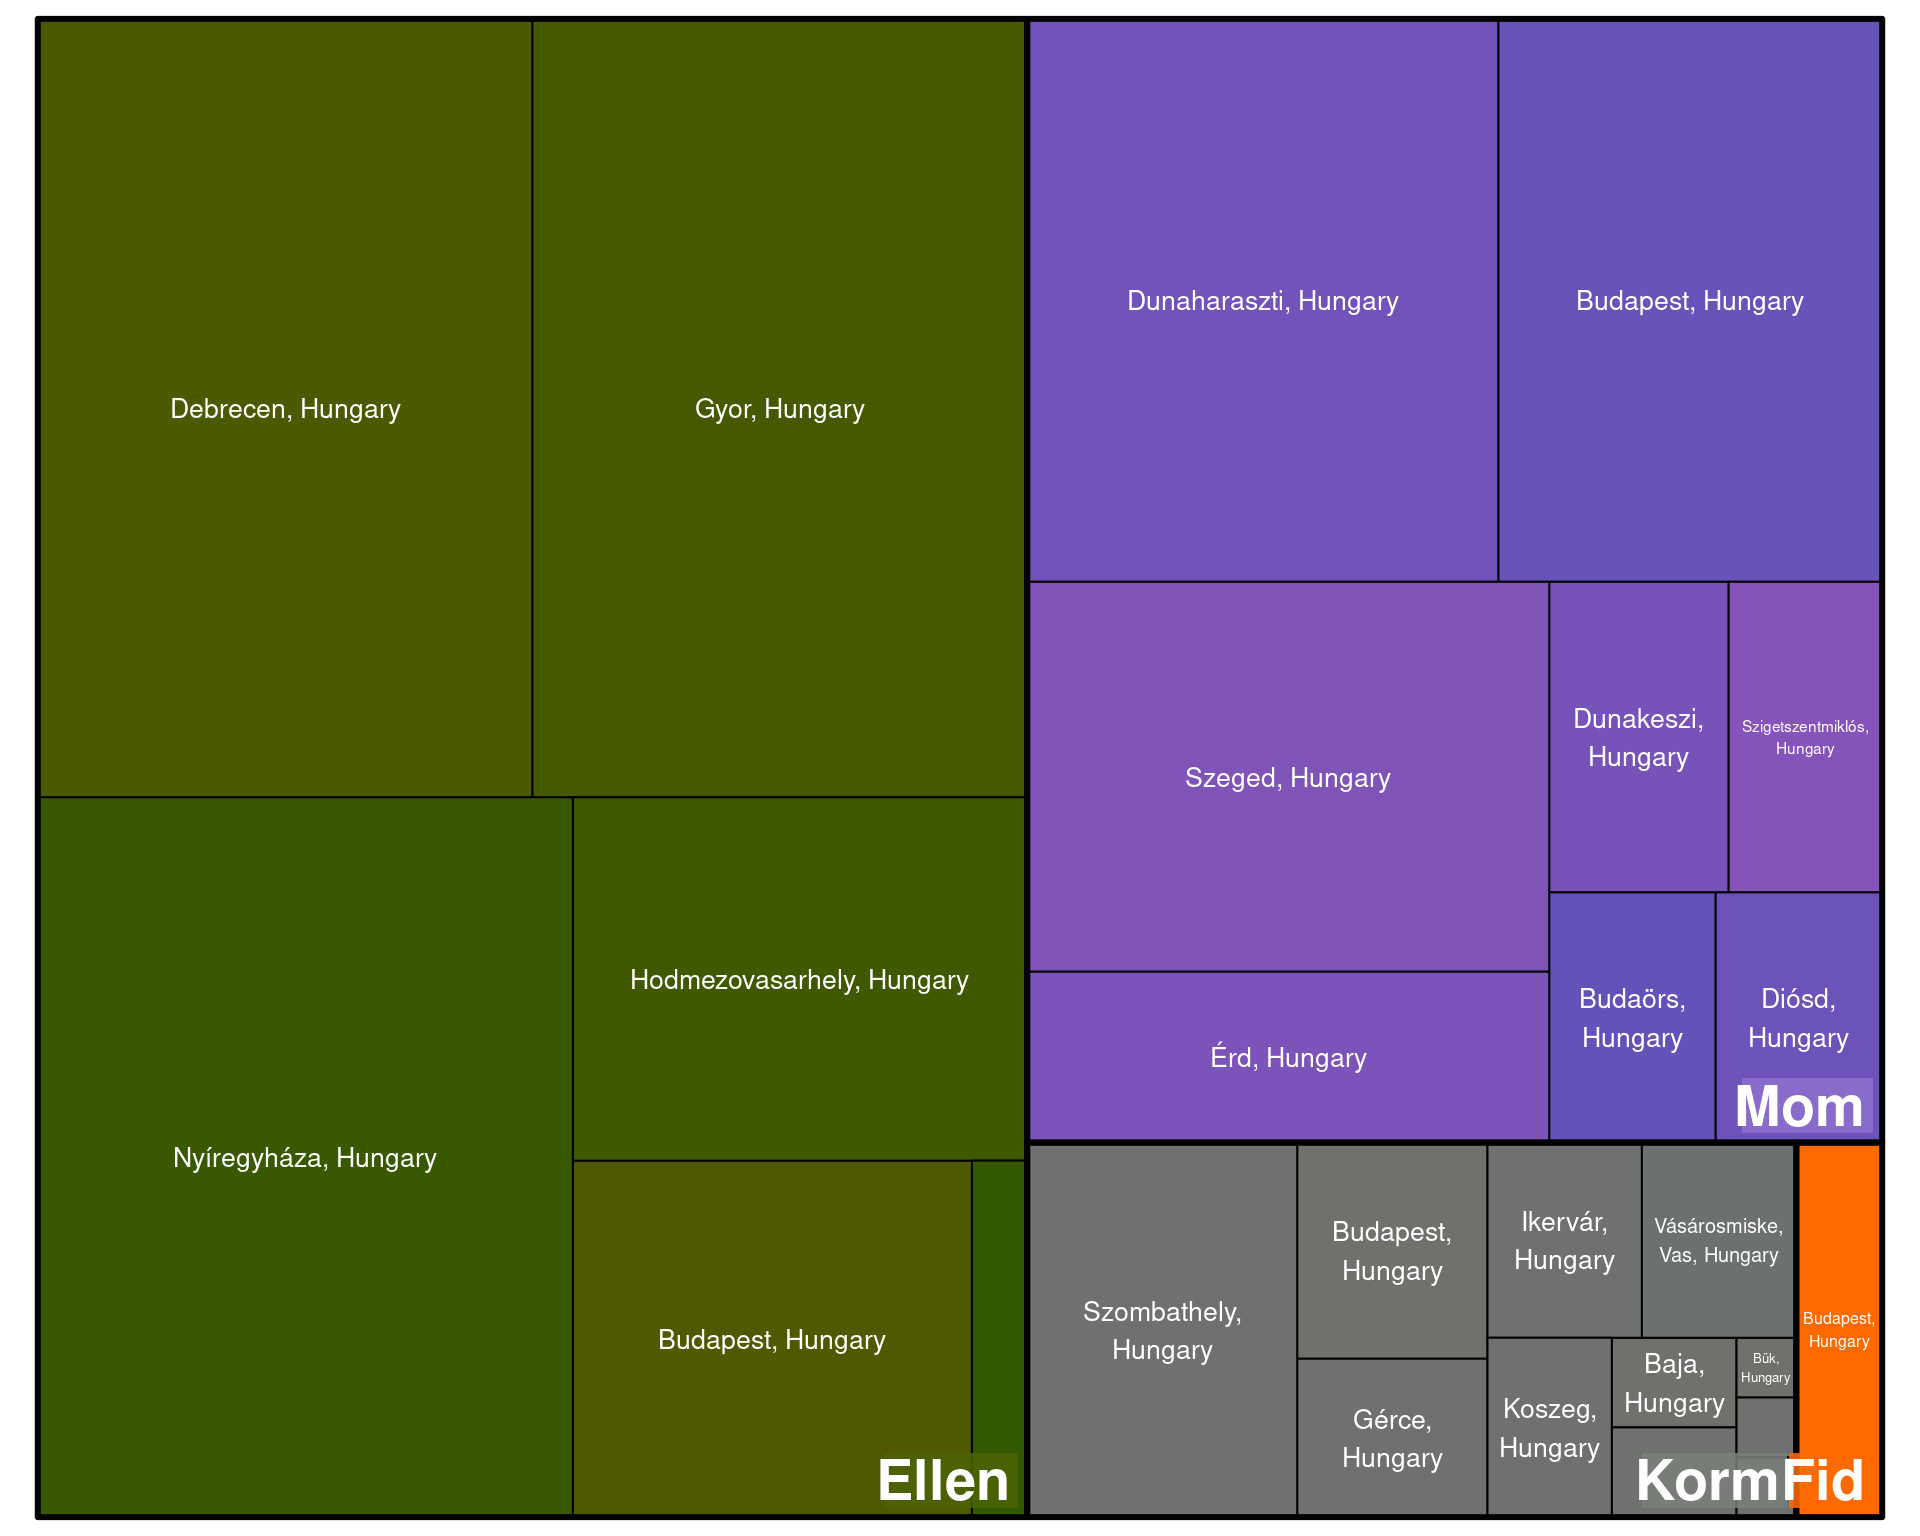 Debrecen, Hungary
Gyor, Hungary
Nyíregyháza, Hungary
Hodmezovasarhely, Hungary
Budapest, Hungary
Ellen
Dunaharaszti, Hungary
Budapest, Hungary
Szeged, Hungary
Dunakeszi,
Hungary
Szigetszentmiklós,
Hungary
Érd, Hungary
Budaörs,
Hungary
Diósd,
Hungary
Mom
Szombathely,
Hungary
Budapest,
Hungary
Gérce,
Hungary
Ikervár,
Hungary
Vásárosmiske,
Vas, Hungary
Koszeg,
Hungary
Baja,
Hungary
Bük,
Hungary
Korm
Budapest,
Hungary
Fid